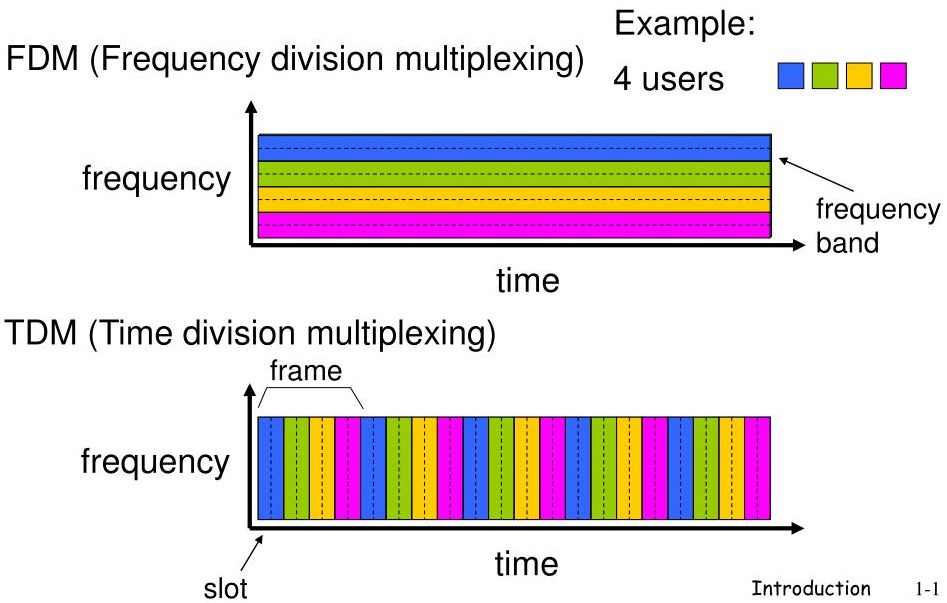 FDM (Frequency division multiplexing)
Example:
4 users
frequency
frequency
band
time
TDM (Time division multiplexing)
frame
frequency
time
slot
Introduction 1-1